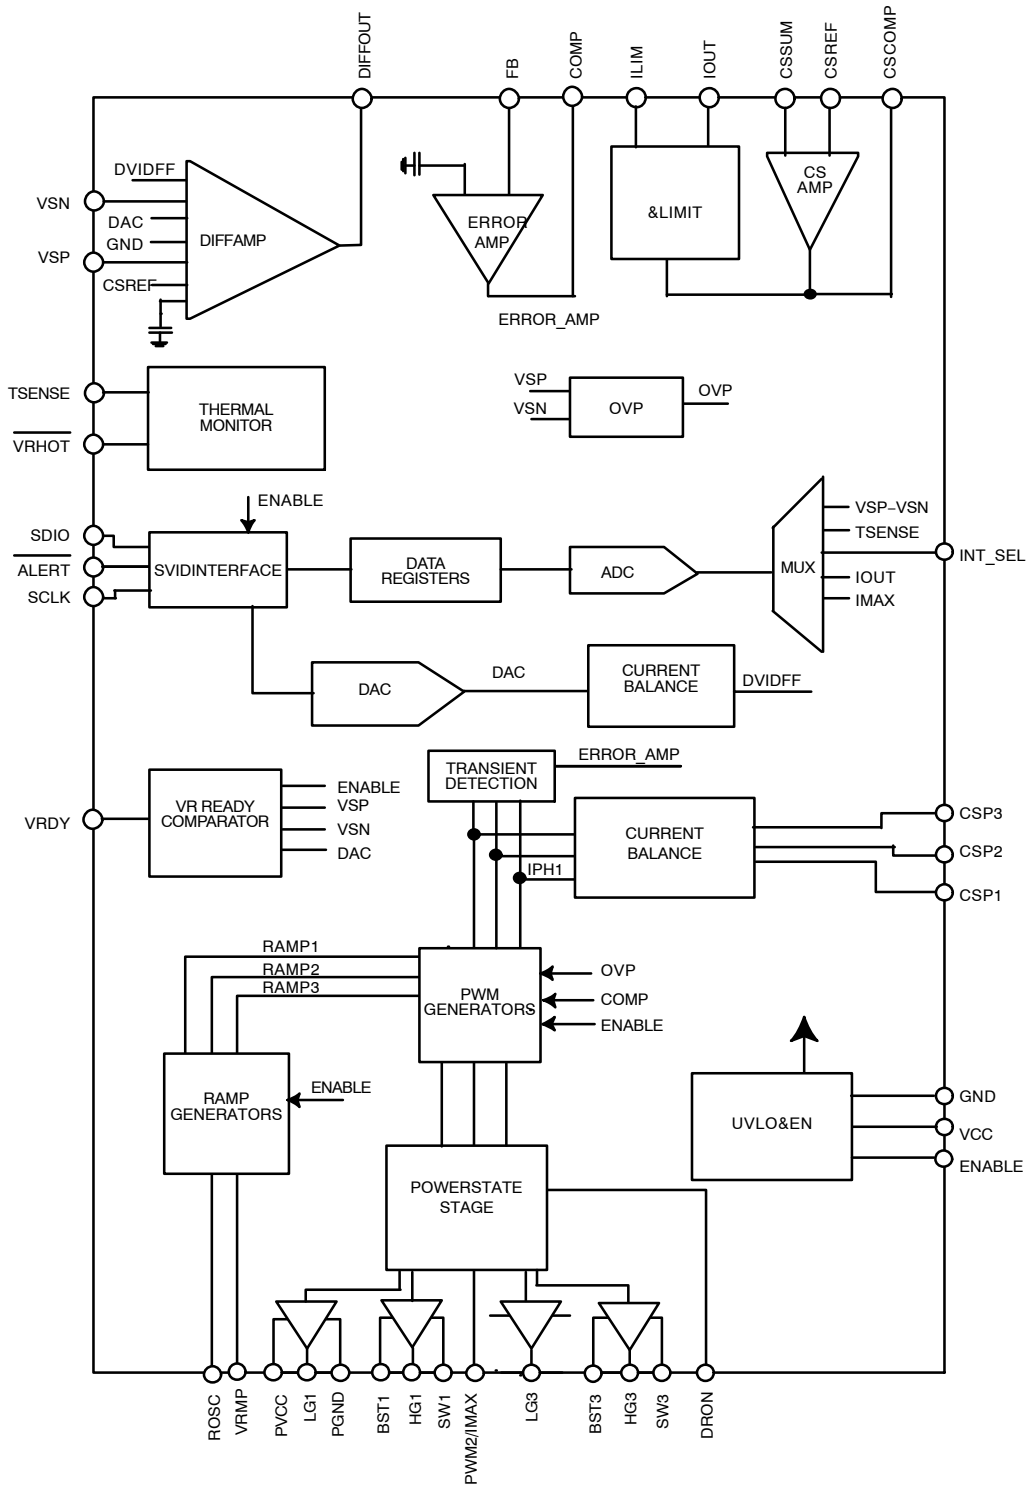 DIFFOUT
FB
COMP
ILIM
IOUT
CSSUM
CSREF
CSCOMP
DVIDFF
VSN
DAC
GND
VSP
CSREF
DIFFAMP
ERROR
AMP
ERROR_AMP
&LIMIT
CS
AMP
TSENSE
VRHOT
THERMAL
MONITOR
VSP
VSN
OVP
OVP
ENABLE
SDIO
ALERT
SCLK
SVIDINTERFACE
DATA
REGISTERS
ADC
MUX
VSP–VSN
TSENSE
INT_SEL
IOUT
IMAX
DAC
DAC
CURRENT
BALANCE
DVIDFF
TRANSIENT
DETECTION
ERROR_AMP
VRDY
VR READY
COMPARATOR
ENABLE
VSP
VSN
DAC
IPH1
CURRENT
BALANCE
CSP3
CSP2
CSP1
RAMP1
RAMP2
RAMP3
PWM
GENERATORS
OVP
COMP
ENABLE
RAMP
GENERATORS
ENABLE
UVLO&EN
GND
VCC
ENABLE
POWERSTATE
STAGE
ROSC
VRMP
PVCC
LG1
PGND
BST1
HG1
SW1
PWM2/IMAX
LG3
BST3
HG3
SW3
DRON